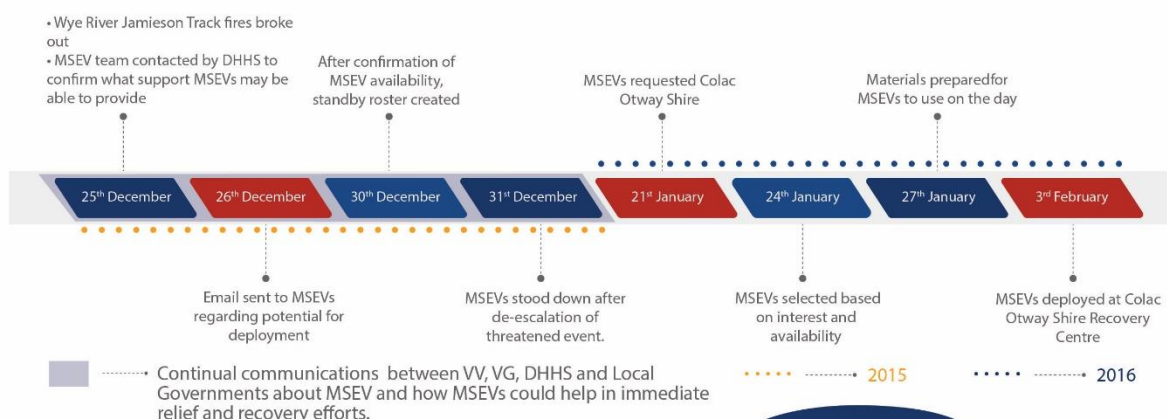 • Wye River Jamieson Track fires broke
out
• MSEV team contacted by DHHS to
confirm what support MSEVs may be
able to provide
After confirmation of
MSEV availability,
standby roster created
MSEVs requested Colac
Otway Shire
Materials preparedfor
MSEVs to use on the day
25th December
26th December
30th December
31st December
21st January
24th January
27th January
3rd February
Email sent to MSEVs
regarding potential for
deployment
MSEVs stood down after
de-escalation of
threatened event.
MSEVs selected based
on interest and
availability
MSEVs deployed at Colac
Otway Shire Recovery
Centre
Continual communications between VV, VG, DHHS and Local
Governments about MSEV and how MSEVs could help in immediate
relief and recovery efforts.
2015
2016